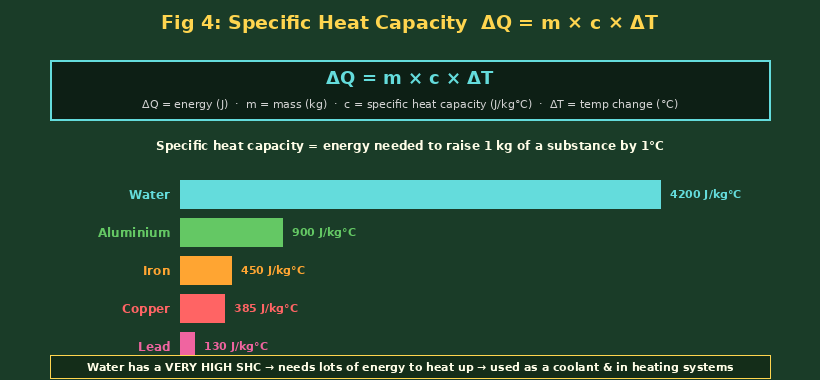 Fig 4: Specific Heat Capacity  ΔQ = m × c × ΔT
ΔQ = m × c × ΔT
ΔQ = energy (J)  ·  m = mass (kg)  ·  c = specific heat capacity (J/kg°C)  ·  ΔT = temp change (°C)
Specific heat capacity = energy needed to raise 1 kg of a substance by 1°C
Water 4200 J/kg°C
Aluminium 900 J/kg°C
Iron 450 J/kg°C
Copper 385 J/kg°C
Lead 130 J/kg°C
Water has a VERY HIGH SHC → needs lots of energy to heat up → used as a coolant & in heating systems